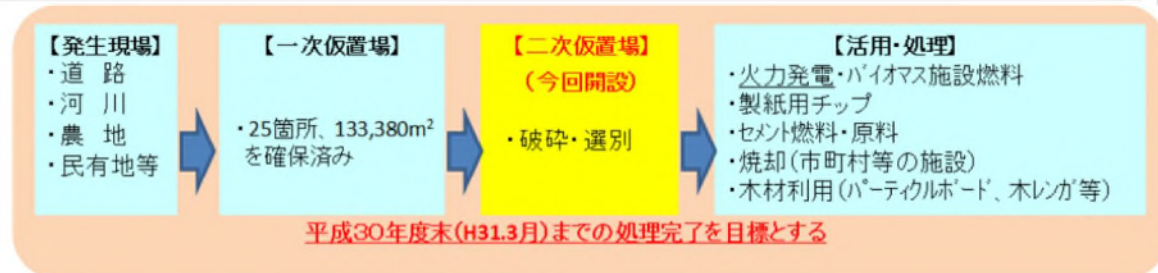 【発生現場】
・道　路
・河　川
・農　地
・民有地等
【一次仮置場】
・25箇所、133,380m²
を確保済み
【二次仮置場】
（今回開設）
・破砕・選別
【活用・処理】
・火力発電・バイオマス施設燃料
・製紙用チップ
・セメント燃料・原料
・焼却(市町村等の施設)
・木材利用(パーティクルボード、木レンガ等)
平成30年度末(H31.3月)までの処理完了を目標とする